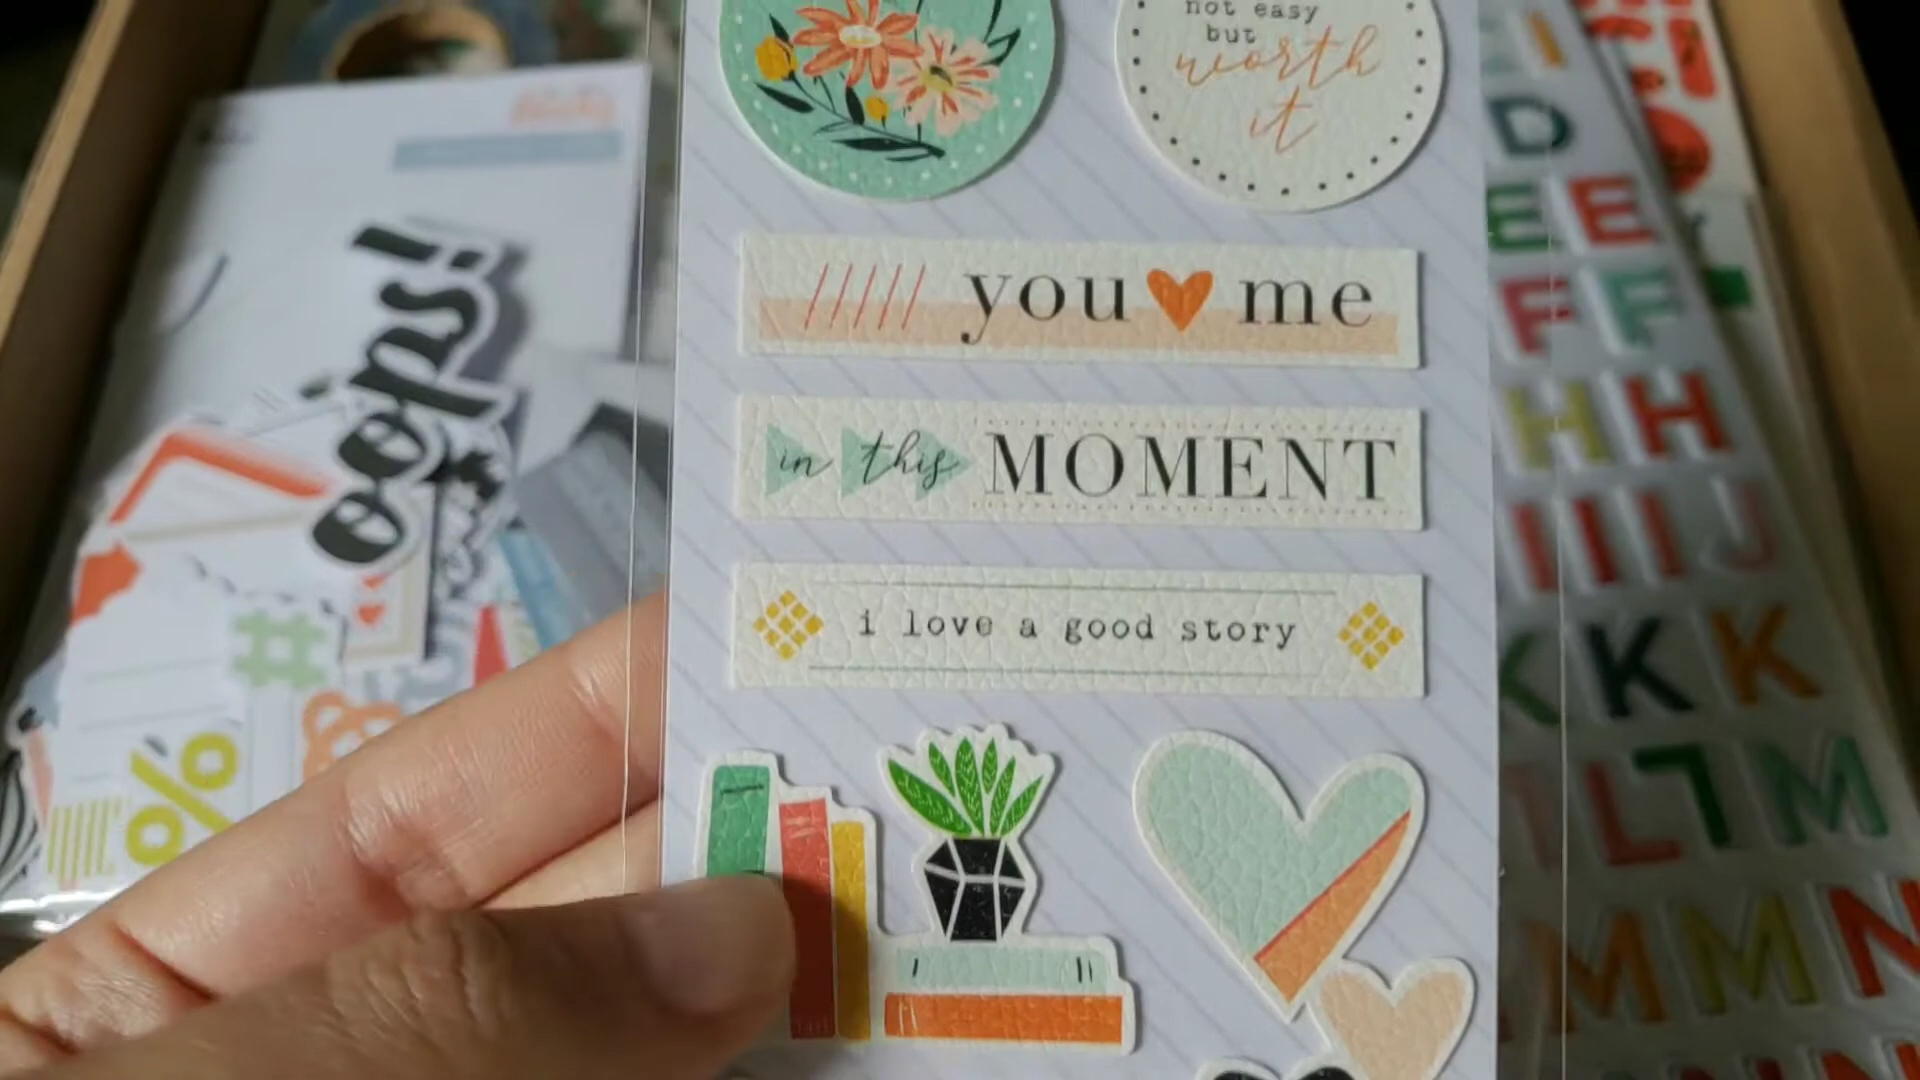 not easy
but
worth
it
you me
in this MOMENT
i love a good story
oops!
#
%
D
E E
F F
H H
I I I J
K K K
L M
M M N